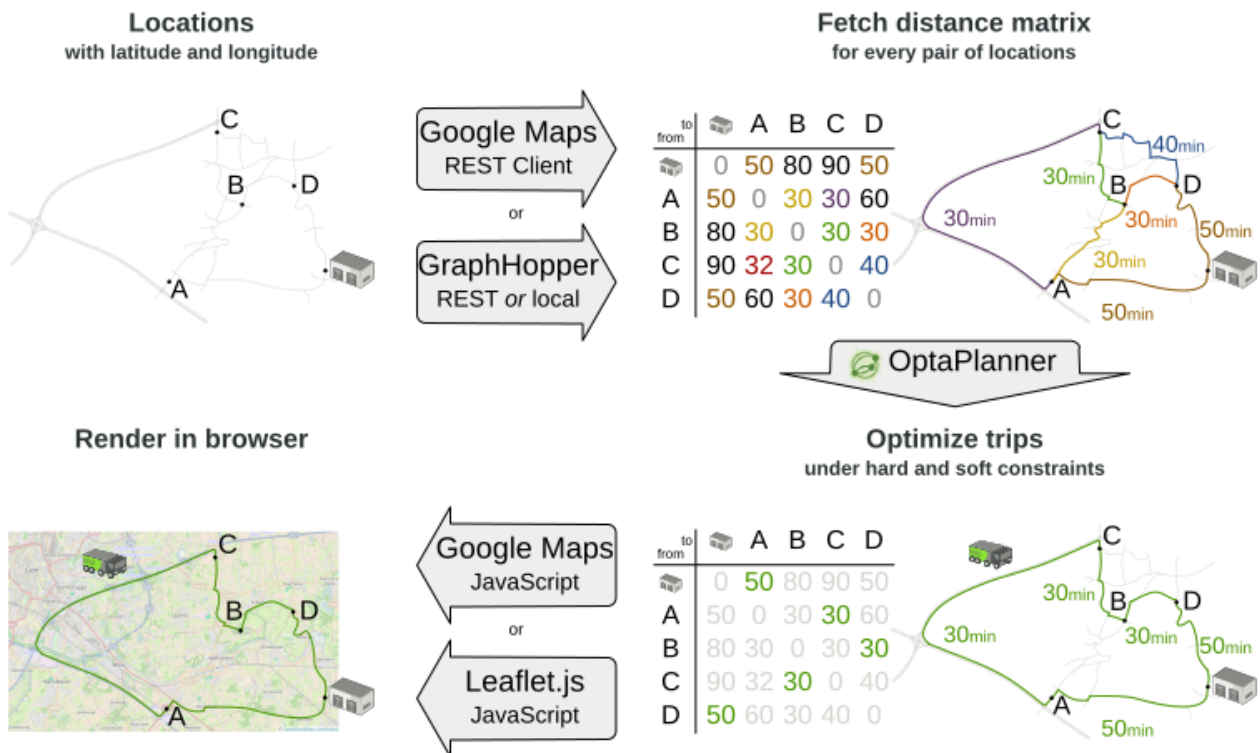 Locations
with latitude and longitude
C
B
D
A
Google Maps
REST Client
or
GraphHopper
REST or local
Fetch distance matrix
for every pair of locations
to
from
A B C D
0 50 80 90 50
A 50 0 30 30 60
B 80 30 0 30 30
C 90 32 30 0 40
D 50 60 30 40 0
C
40min
30min
D
B
30min
30min
50min
30min
A
50min
OptaPlanner
Render in browser
C
B
D
A
Google Maps
JavaScript
or
Leaflet.js
JavaScript
Optimize trips
under hard and soft constraints
to
from
A B C D
0 50 80 90 50
A 50 0 30 30 60
B 80 30 0 30 30
C 90 32 30 0 40
D 50 60 30 40 0
C
30min
D
B
30min
30min
50min
A
50min